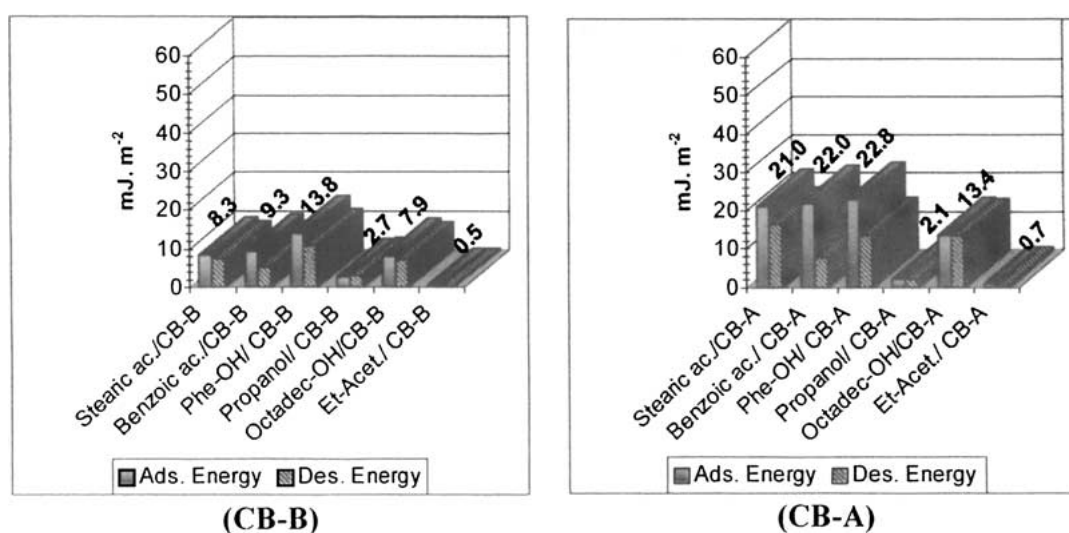 60
50
40
30
20
10
0
mJ. m-2
8.3
9.3
13.8
2.7
7.9
0.5
Stearic ac./CB-B
Benzoic ac./CB-B
Phe-OH/ CB-B
Propanol/ CB-B
Octadec-OH/CB-B
Et-Acet./ CB-B
Ads. Energy Des. Energy
(CB-B)
60
50
40
30
20
10
0
mJ. m-2
21.0
22.0
22.8
2.1
13.4
0.7
Stearic ac./CB-A
Benzoic ac./ CB-A
Phe-OH/ CB-A
Propanol/ CB-A
Octadec-OH/CB-A
Et-Acet./ CB-A
Ads. Energy Des. Energy
(CB-A)